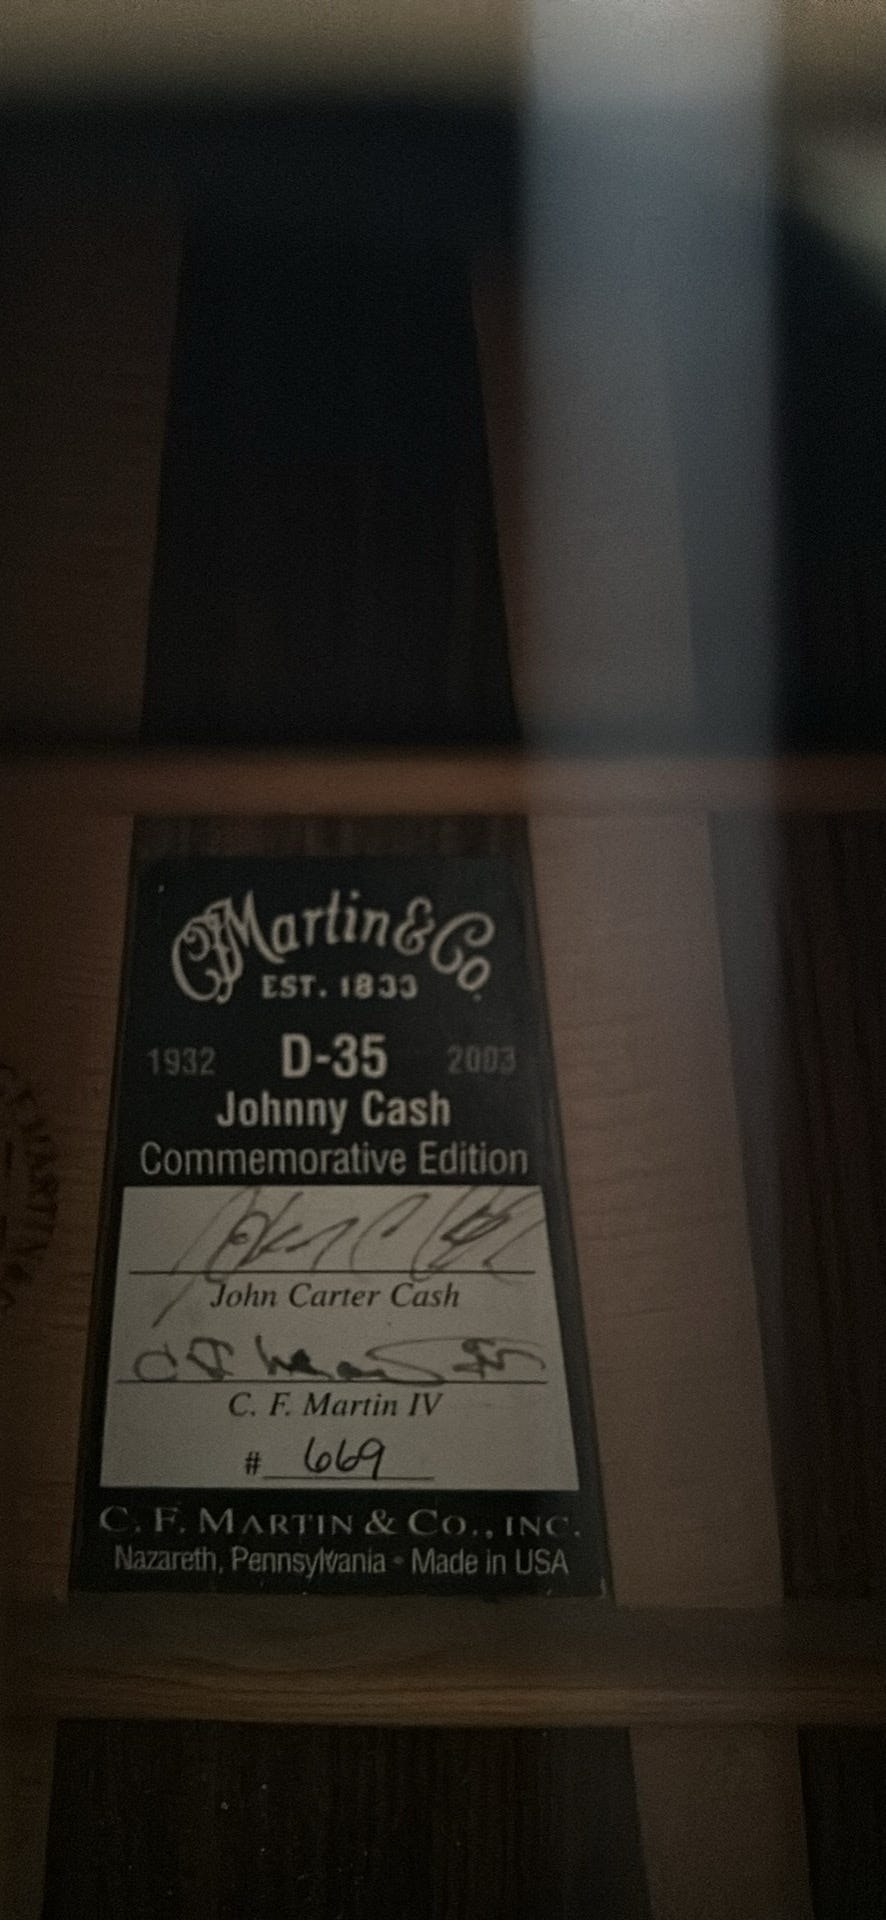 CF Martin & Co.
EST. 1833
1932 D-35 2003
Johnny Cash
Commemorative Edition
John Carter Cash
C. F. Martin IV
# 669
C. F. MARTIN & CO., INC.
Nazareth, Pennsylvania • Made in USA